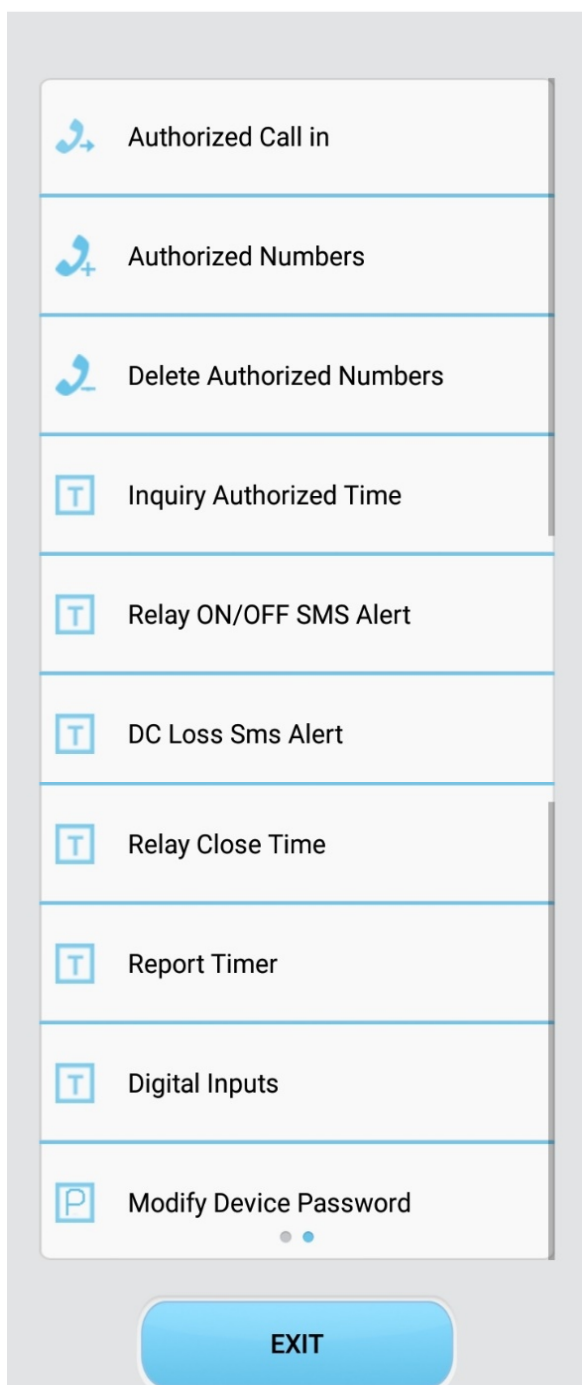 Authorized Call in
Authorized Numbers
Delete Authorized Numbers
T Inquiry Authorized Time
T Relay ON/OFF SMS Alert
T DC Loss Sms Alert
T Relay Close Time
T Report Timer
T Digital Inputs
P Modify Device Password
EXIT